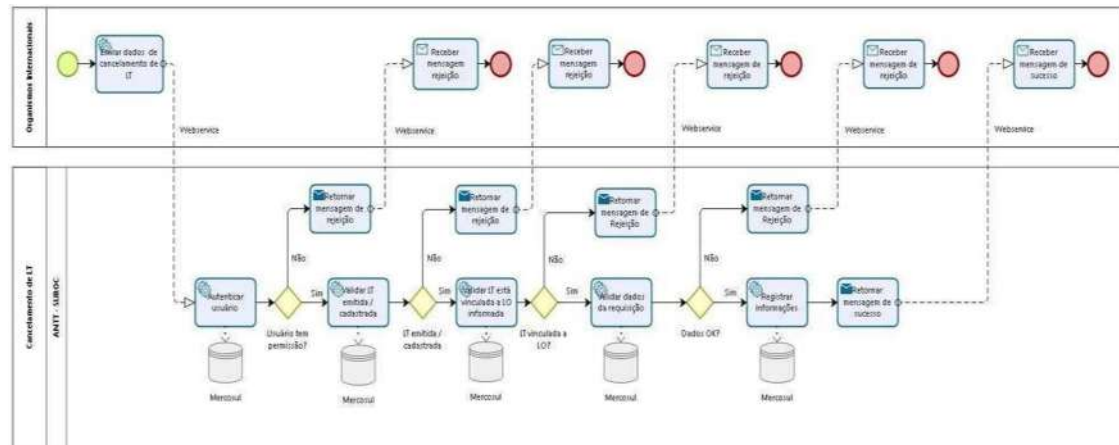 Organismos Internacionais
Enviar dados de
cancelamento de
LT
Receber
mensagem
rejeição
Receber
mensagem
rejeição
Receber
mensagem
de rejeição
Receber
mensagem
de rejeição
Receber
mensagem de
sucesso
Webservice
Webservice
Webservice
Webservice
Webservice
Cancelamento de LT
ANTT - SUROC
Retornar
mensagem de
rejeição
Retornar
mensagem de
rejeição
Retornar
mensagem de
Rejeição
Retornar
mensagem de
Rejeição
Não
Não
Não
Não
Autenticar
usuário
Sim
Validar LT
emitida /
cadastrada
Sim
Validar LT está
vinculada a LO
informada
Sim
Validar dados
da requisição
Sim
Registrar
informações
Retornar
mensagem de
sucesso
Usuário tem
permissão?
LT emitida /
cadastrada
LT vinculada a
LO?
Dados OK?
Mercosul
Mercosul
Mercosul
Mercosul
Mercosul